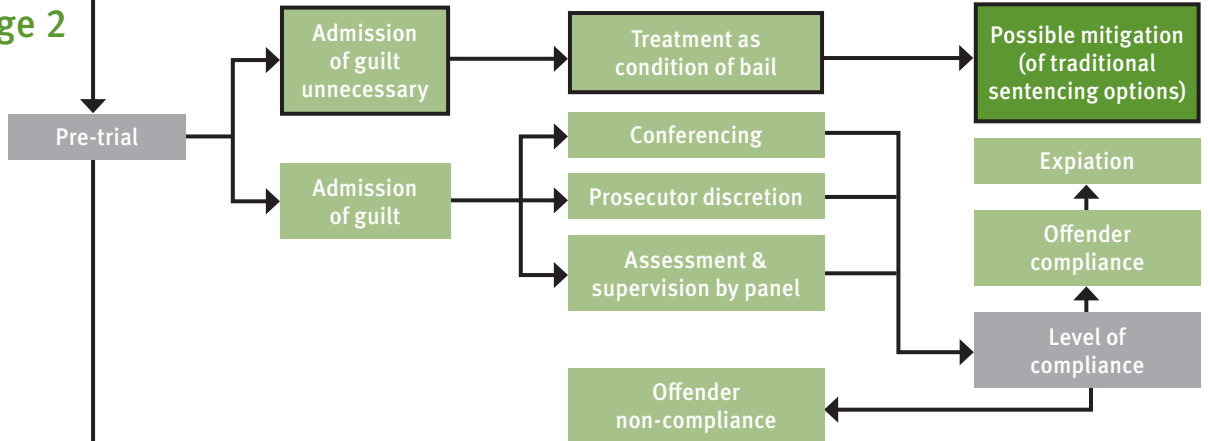 ge 2
Pre-trial
Admission
of guilt
unnecessary
Treatment as
condition of bail
Possible mitigation
(of traditional
sentencing options)
Admission
of guilt
Conferencing
Prosecutor discretion
Assessment &
supervision by panel
Expiation
Offender
compliance
Level of
compliance
Offender
non-compliance